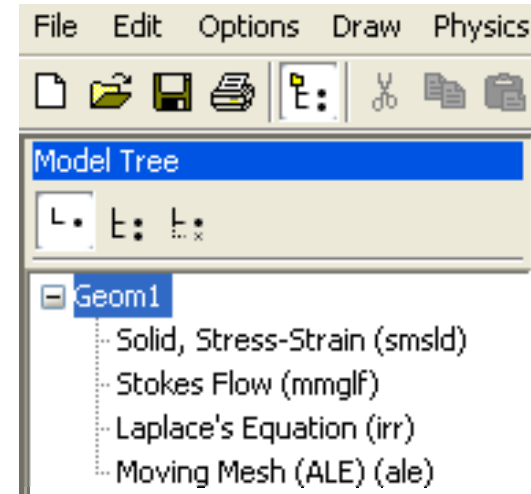 File Edit Options Draw Physics
Model Tree
Geom1
Solid, Stress-Strain (smsld)
Stokes Flow (mmglf)
Laplace's Equation (irr)
Moving Mesh (ALE) (ale)